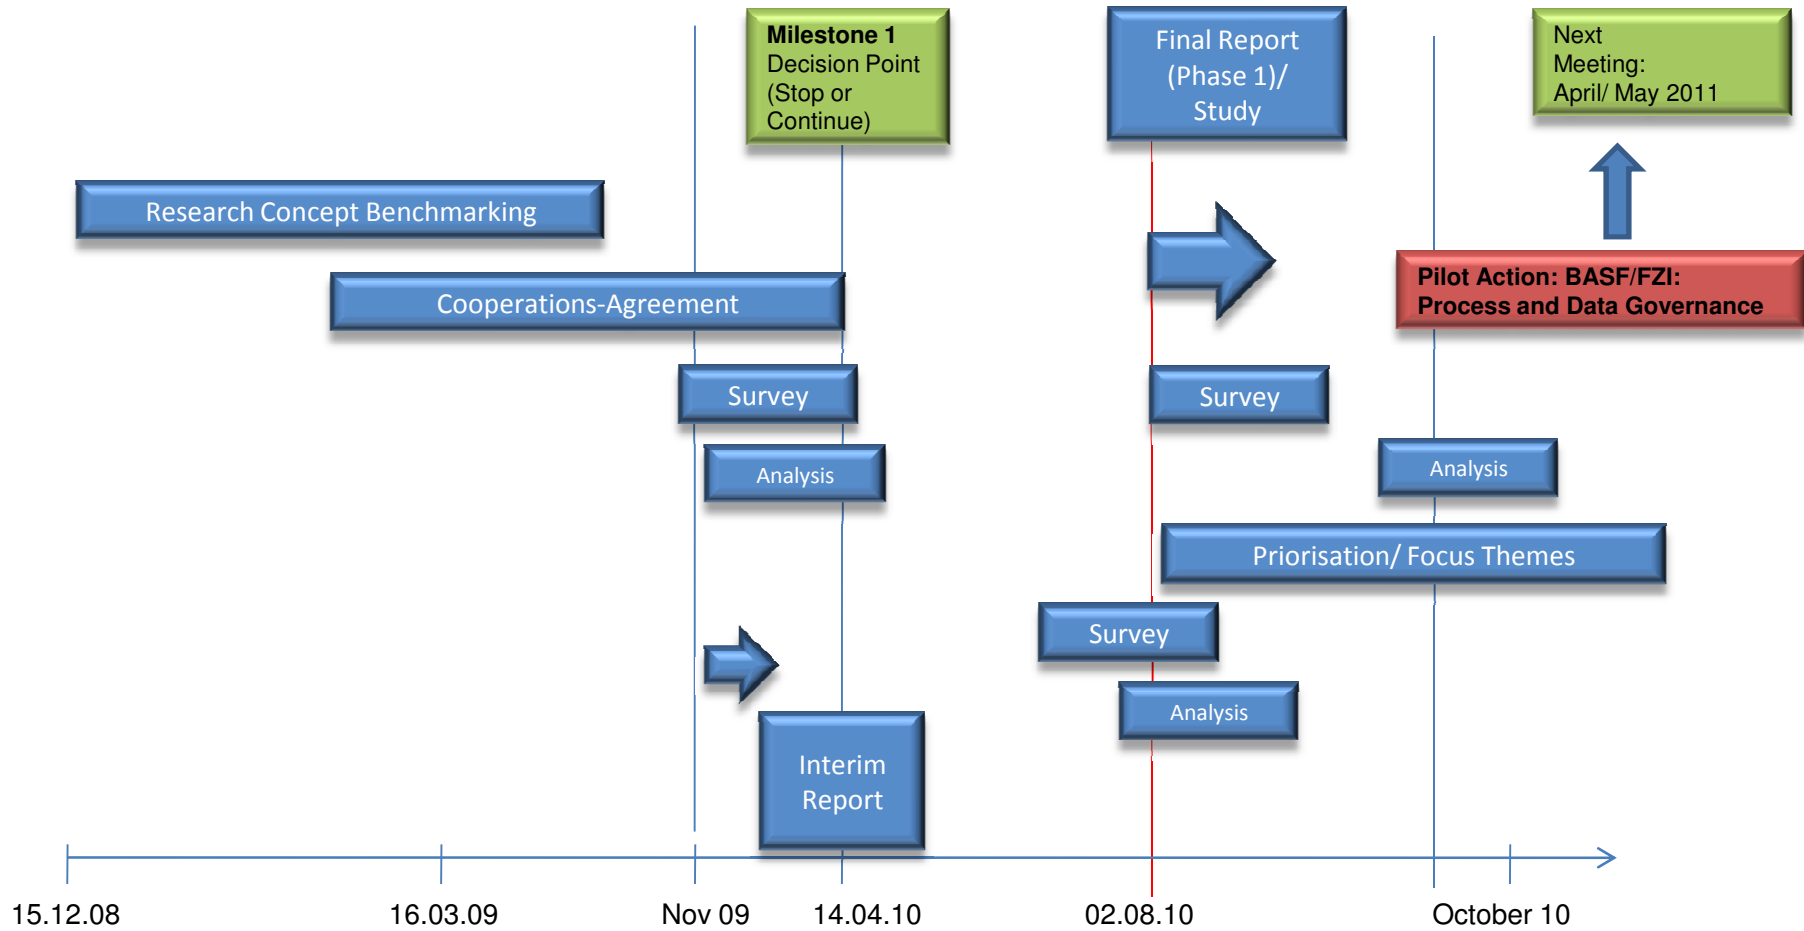 Milestone 1
Decision Point
(Stop or
Continue)
Final Report
(Phase 1)/
Study
Next
Meeting:
April/ May 2011
Research Concept Benchmarking
Cooperations-Agreement
Pilot Action: BASF/FZI:
Process and Data Governance
Survey
Survey
Analysis
Analysis
Priorisation/ Focus Themes
Survey
Analysis
Interim
Report
15.12.08
16.03.09
Nov 09
14.04.10
02.08.10
October 10